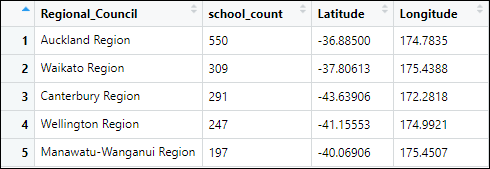 Regional_Council school_count Latitude Longitude
1 Auckland Region 550 -36.88500 174.7835
2 Waikato Region 309 -37.80613 175.4388
3 Canterbury Region 291 -43.63906 172.2818
4 Wellington Region 247 -41.15553 174.9921
5 Manawatu-Wanganui Region 197 -40.06906 175.4507